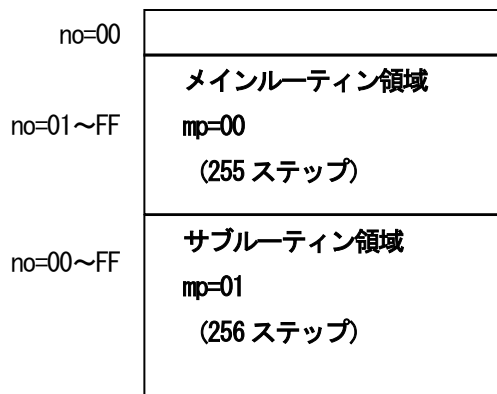 no=00
メインルーティン領域
no=01～FF mp=00
(255 ステップ)
サブルーティン領域
no=00～FF
mp=01
(256 ステップ)